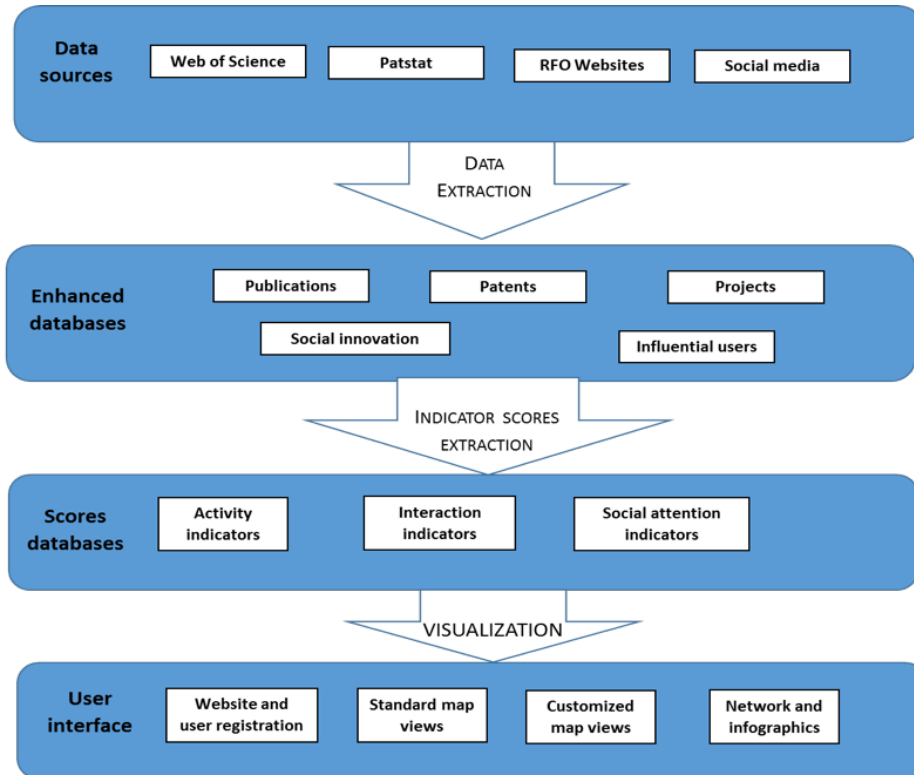 Data
sources
Web of Science
Patstat
RFO Websites
Social media
DATA
EXTRACTION
Enhanced
databases
Publications
Patents
Projects
Social innovation
Influential users
INDICATOR SCORES
EXTRACTION
Scores
databases
Activity
indicators
Interaction
indicators
Social attention
indicators
VISUALIZATION
User
interface
Website and
user registration
Standard map
views
Customized
map views
Network and
infographics